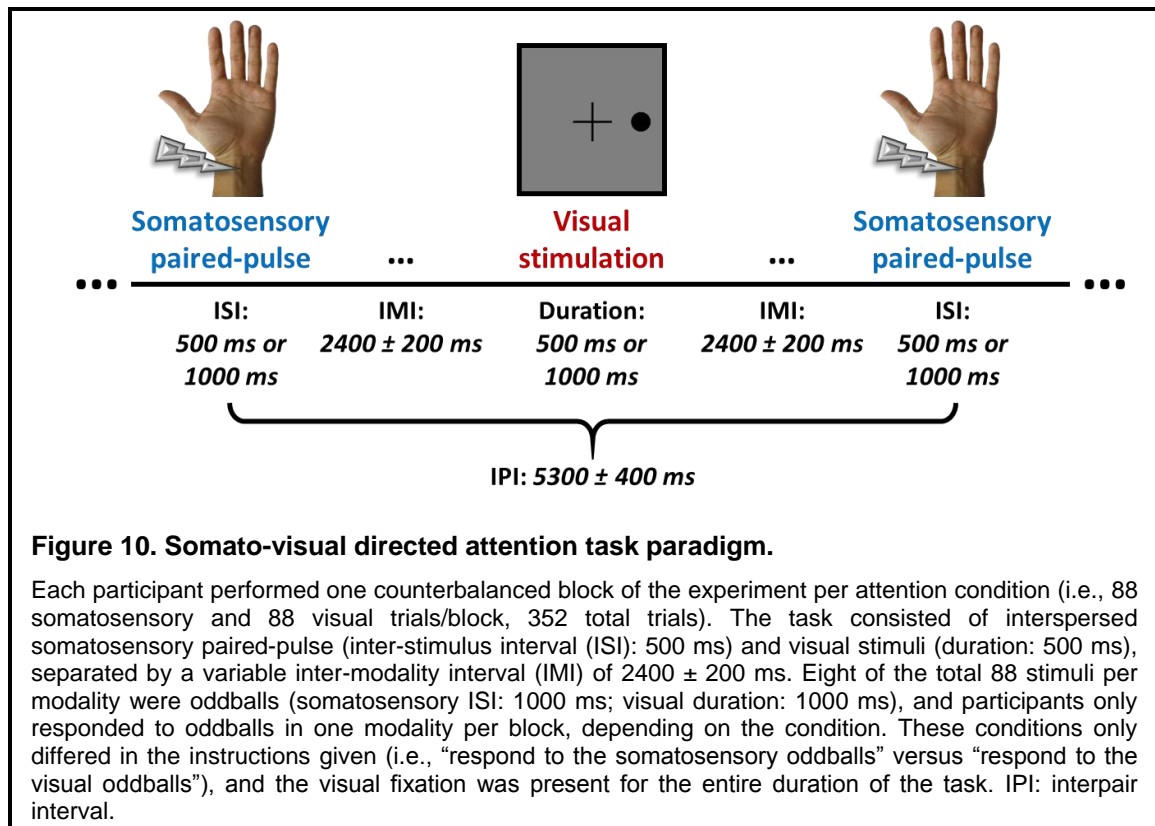 Somatosensory paired-pulse
Visual stimulation
Somatosensory paired-pulse
... ... ... ...
ISI: 500 ms or 1000 ms
IMI: 2400 ± 200 ms
Duration: 500 ms or 1000 ms
IMI: 2400 ± 200 ms
ISI: 500 ms or 1000 ms
IPI: 5300 ± 400 ms
Figure 10. Somato-visual directed attention task paradigm.
Each participant performed one counterbalanced block of the experiment per attention condition (i.e., 88
somatosensory and 88 visual trials/block, 352 total trials). The task consisted of interspersed
somatosensory paired-pulse (inter-stimulus interval (ISI): 500 ms) and visual stimuli (duration: 500 ms),
separated by a variable inter-modality interval (IMI) of 2400 ± 200 ms. Eight of the total 88 stimuli per
modality were oddballs (somatosensory ISI: 1000 ms; visual duration: 1000 ms), and participants only
responded to oddballs in one modality per block, depending on the condition. These conditions only
differed in the instructions given (i.e., “respond to the somatosensory oddballs” versus “respond to the
visual oddballs”), and the visual fixation was present for the entire duration of the task. IPI: interpair
interval.